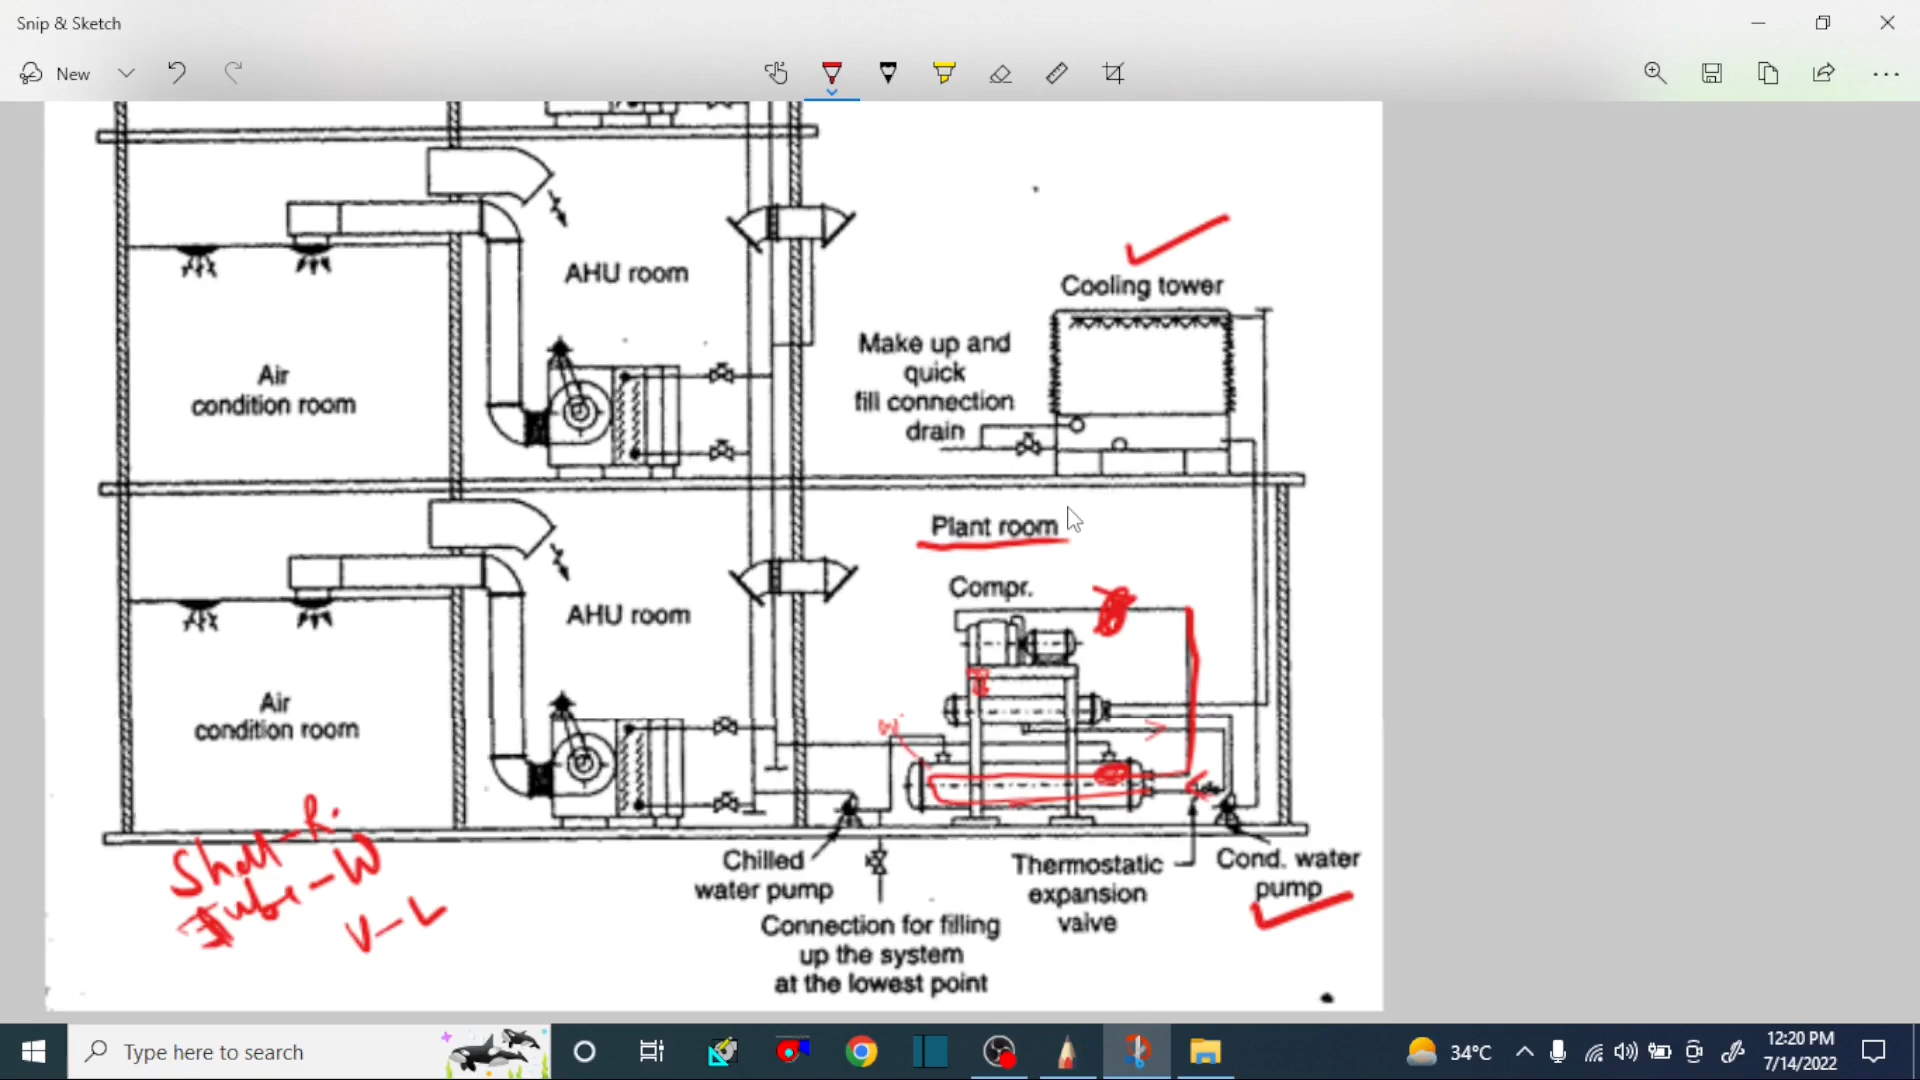 Snip & Sketch
New
AHU room
Cooling tower
Make up and
quick
fill connection
drain
Air
condition room
Plant room
Compr.
AHU room
Air
condition room
Shell-R.
Tube-W
V-L
Chilled
water pump
Thermostatic
expansion
valve
Cond. water
pump
Connection for filling
up the system
at the lowest point
Type here to search
34°C
12:20 PM
7/14/2022